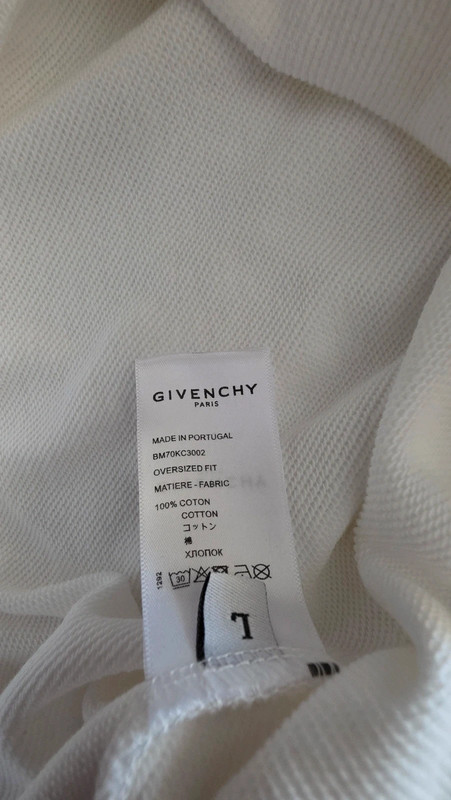 GIVENCHY
PARIS
MADE IN PORTUGAL
BM70KC3002
OVERSIZED FIT
MATIERE - FABRIC
100% COTON
COTTON
コットン
棉
ХЛОПОК
1292
30
L